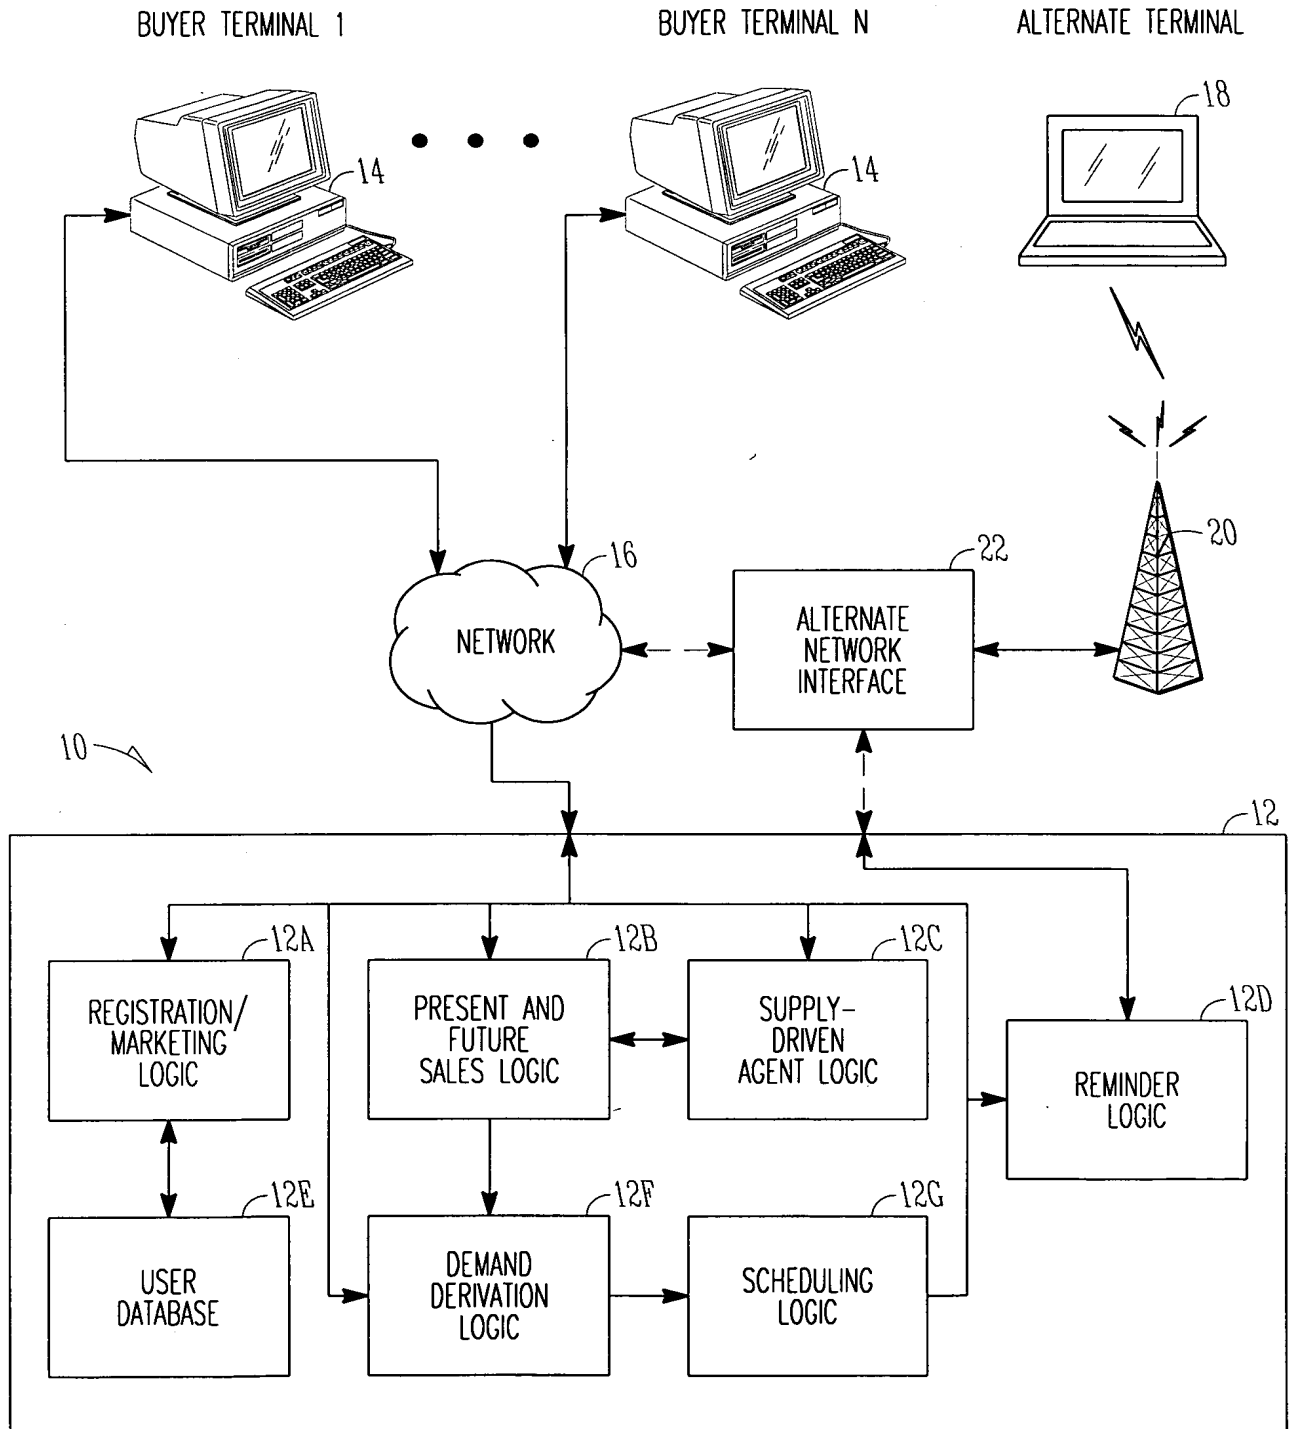 BUYER TERMINAL 1
BUYER TERMINAL N
ALTERNATE TERMINAL
18
14
14
20
16
22
NETWORK
ALTERNATE
NETWORK
INTERFACE
10
12
12A
12B
12C
12D
REGISTRATION/
MARKETING
LOGIC
PRESENT AND
FUTURE
SALES LOGIC
SUPPLY-
DRIVEN
AGENT LOGIC
REMINDER
LOGIC
12E
12F
12G
USER
DATABASE
DEMAND
DERIVATION
LOGIC
SCHEDULING
LOGIC